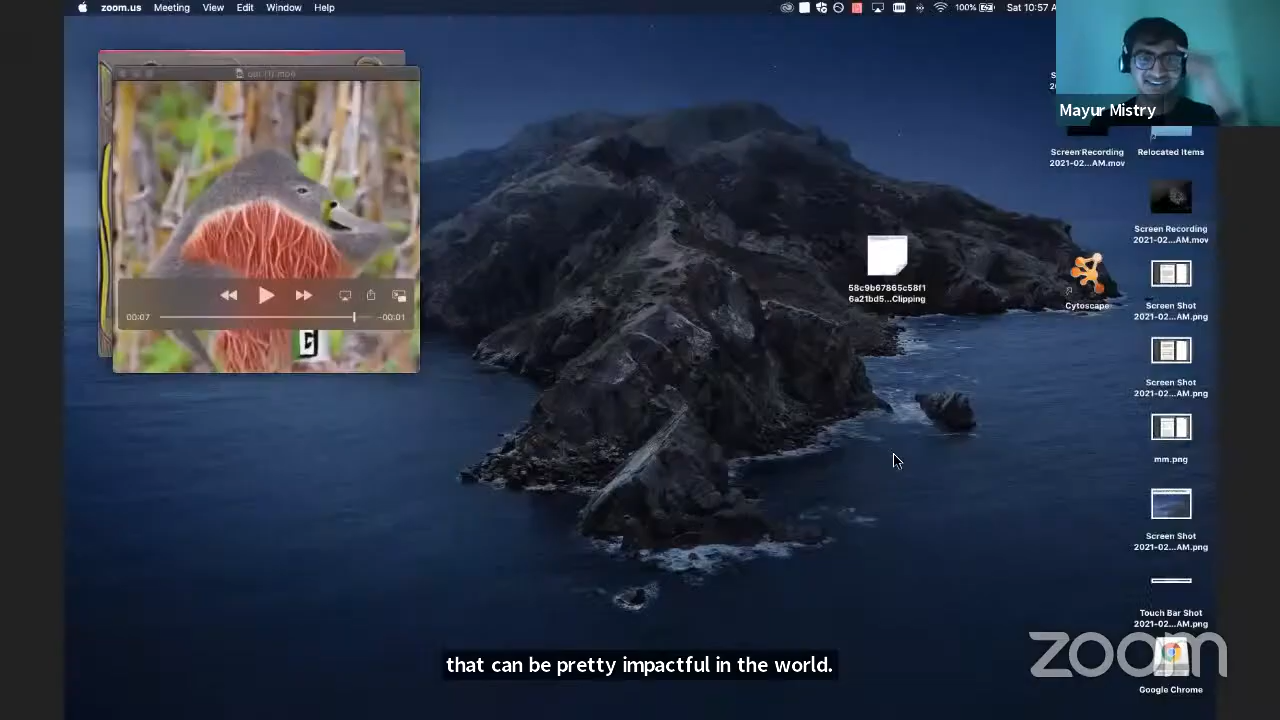 zoom.us Meeting View Edit Window Help
100% Sat 10:57 A
Mayur Mistry
Screen Recording
2021-02...AM.mov
Relocated Items
Screen Recording
2021-02...AM.mov
58c9b67865c58f1
6a21bd5...Clipping
Cytoscape
Screen Shot
2021-02...AM.png
Screen Shot
2021-02...AM.png
mm.png
Screen Shot
2021-02...AM.png
Touch Bar Shot
2021-02...AM.png
Google Chrome
00:07
-00:01
that can be pretty impactful in the world.
zoom